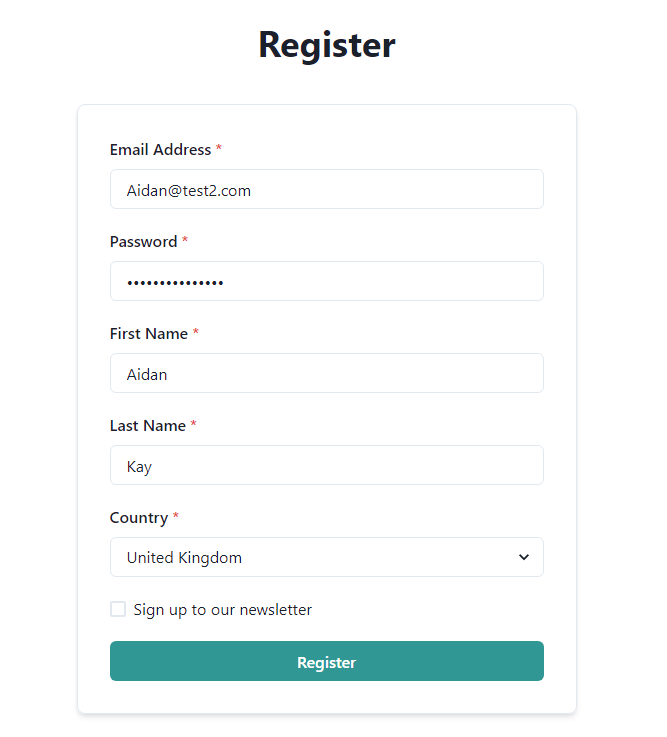 Register
Email Address *
Aidan@test2.com
Password *
•••••••••••••••
First Name *
Aidan
Last Name *
Kay
Country *
United Kingdom
Sign up to our newsletter
Register